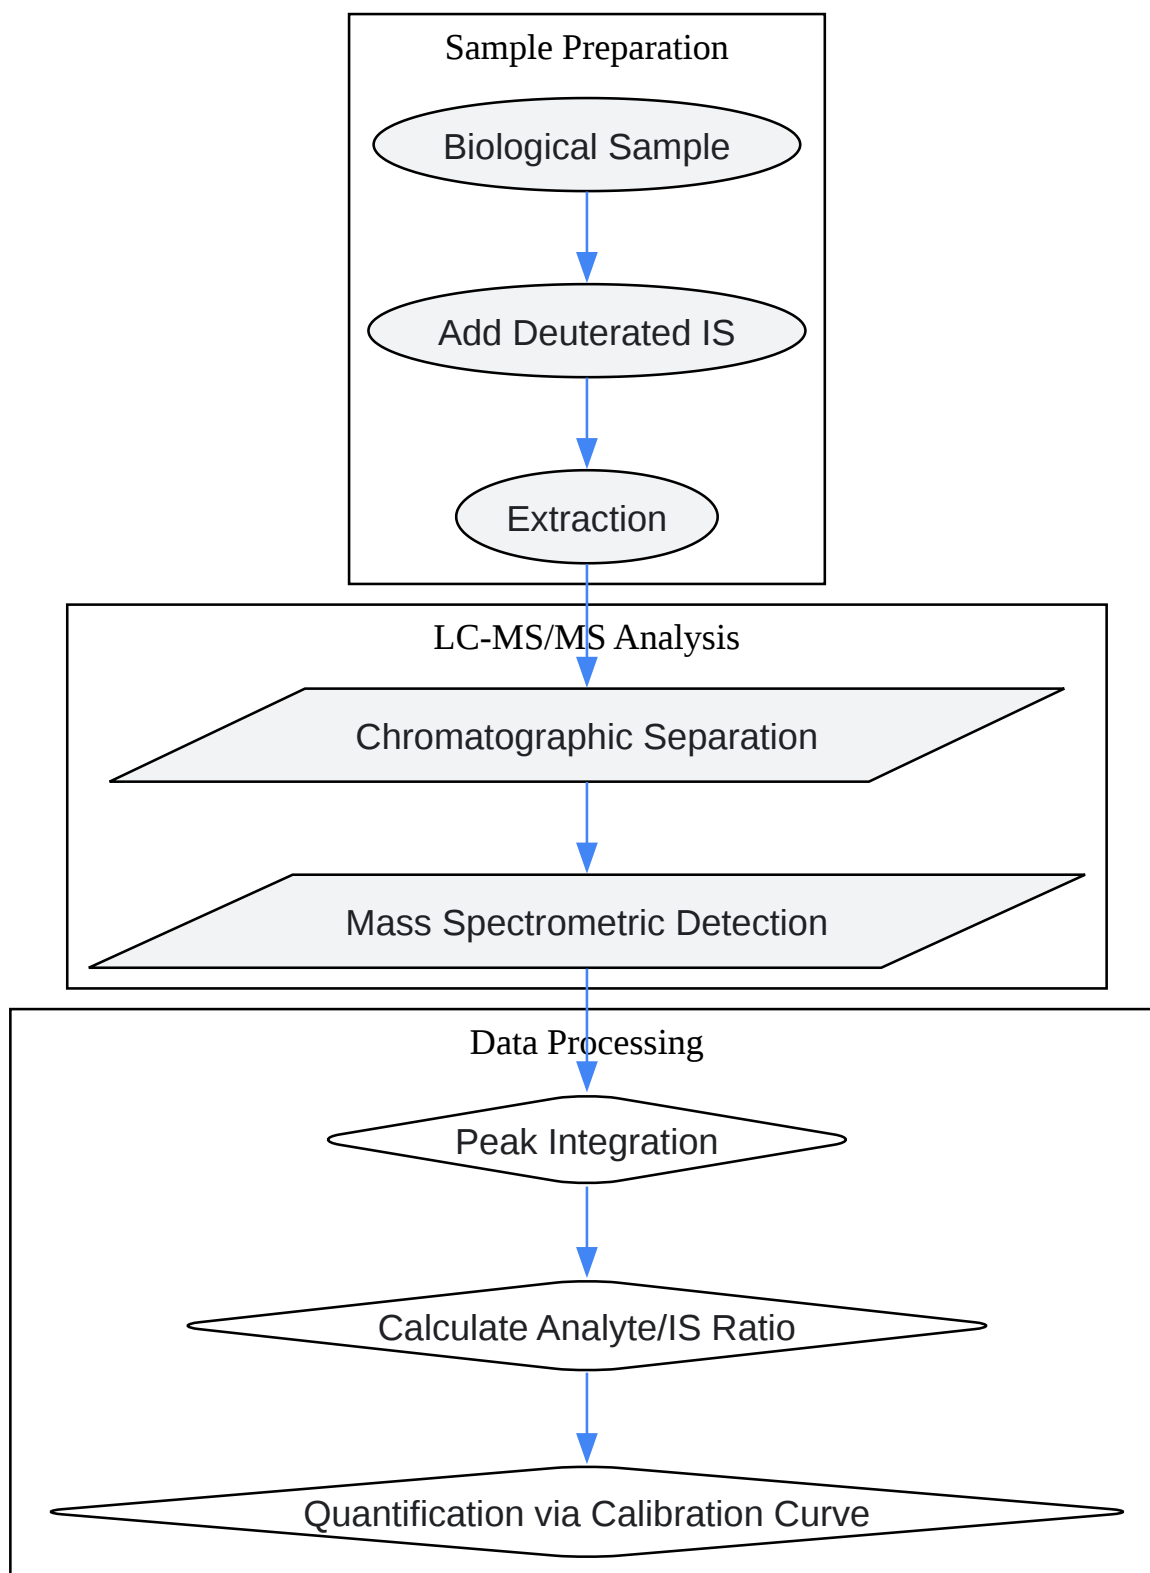 Sample Preparation
Biological Sample
Add Deuterated IS
Extraction
LC-MS/MS Analysis
Chromatographic Separation
Mass Spectrometric Detection
Data Processing
Peak Integration
Calculate Analyte/IS Ratio
Quantification via Calibration Curve